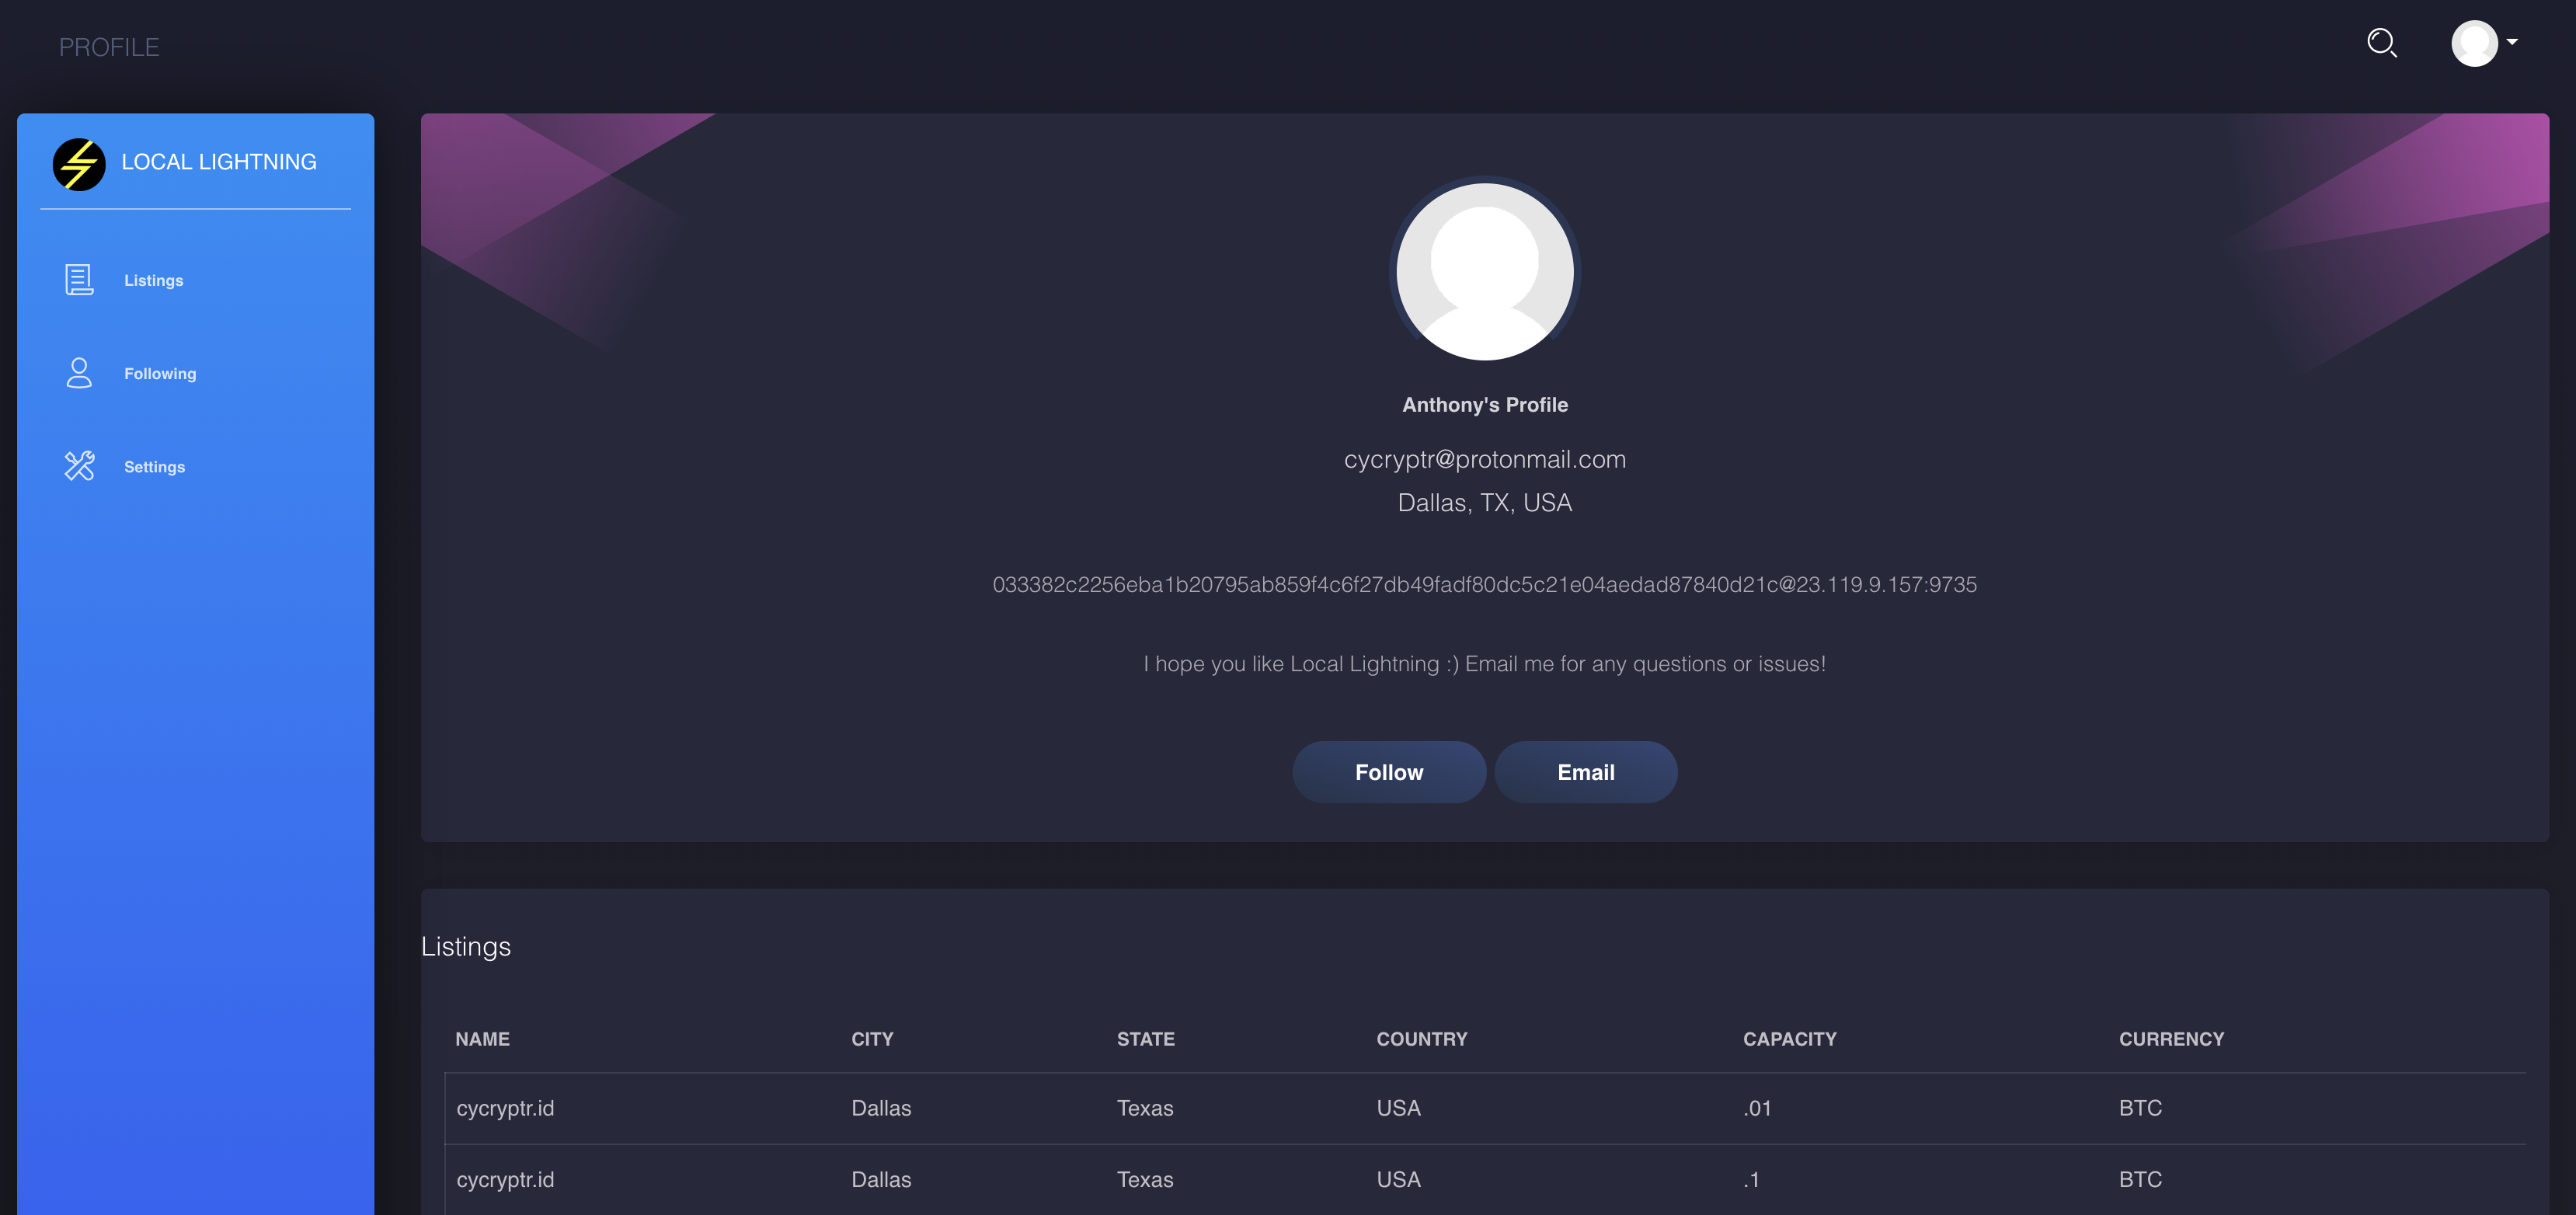 PROFILE
LOCAL LIGHTNING
Listings
Following
Settings
Anthony's Profile
cycryptr@protonmail.com
Dallas, TX, USA
033382c2256eba1b20795ab859f4c6f27db49fadf80dc5c21e04aedad87840d21c@23.119.9.157:9735
I hope you like Local Lightning :) Email me for any questions or issues!
Follow Email
Listings
NAME CITY STATE COUNTRY CAPACITY CURRENCY
cycryptr.id Dallas Texas USA .01 BTC
cycryptr.id Dallas Texas USA .1 BTC